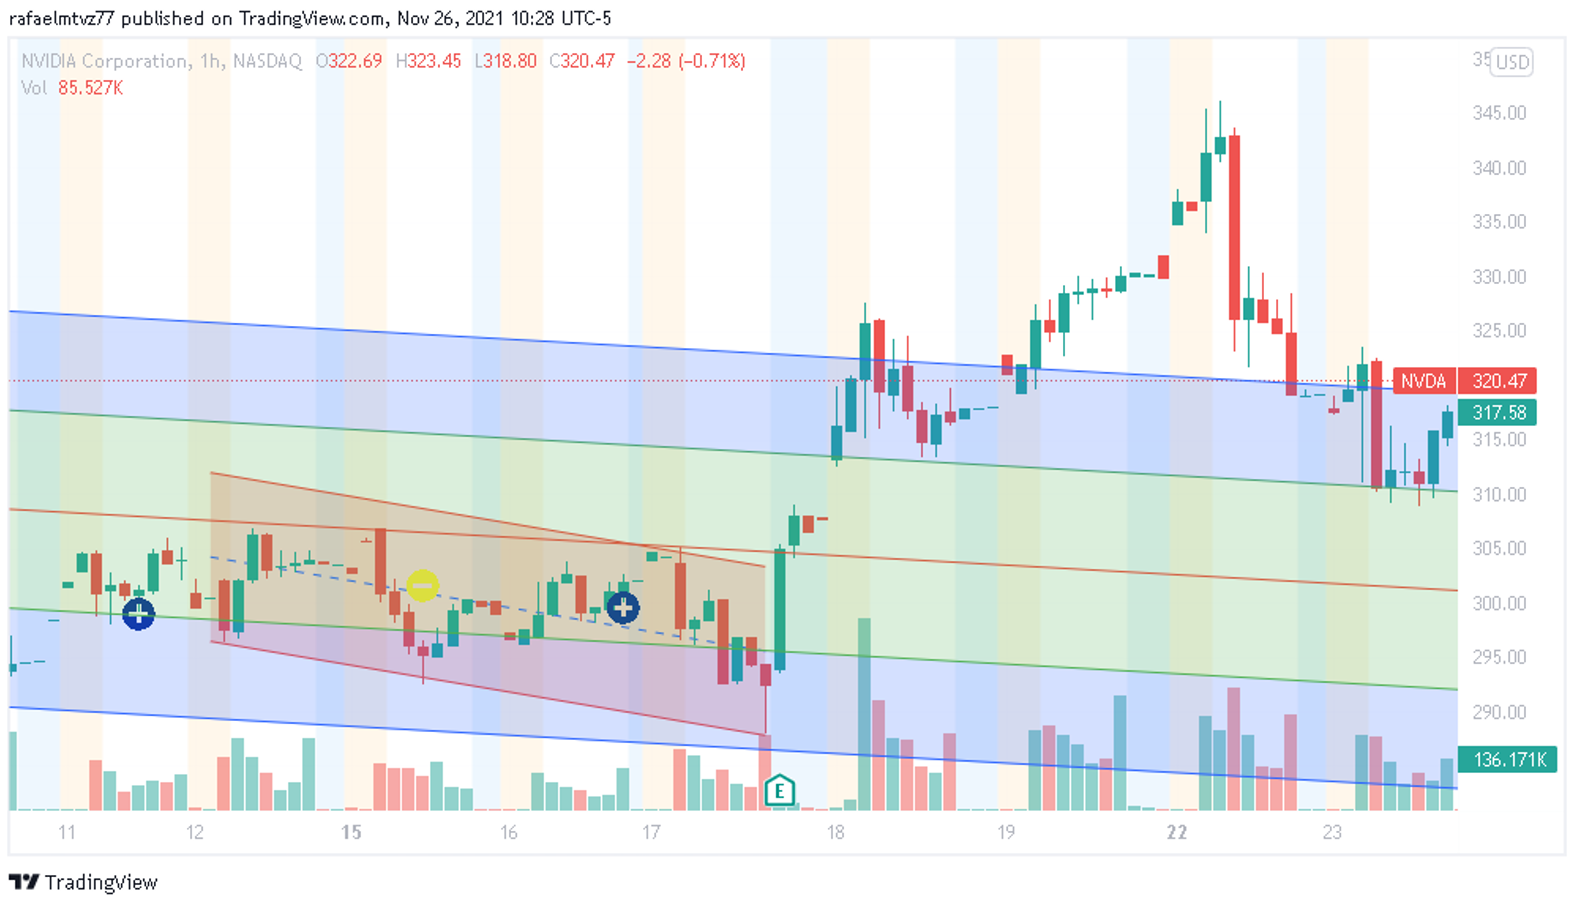 rafaelmtvz77 published on TradingView.com, Nov 26, 2021 10:28 UTC-5
NVIDIA Corporation, 1h, NASDAQ O322.69 H323.45 L318.80 C320.47 −2.28 (−0.71%)
Vol 85.527K
USD
345.00
340.00
335.00
330.00
325.00
NVDA 320.47
317.58
315.00
310.00
305.00
300.00
295.00
290.00
136.171K
E
11 12 15 16 17 18 19 22 23
TradingView